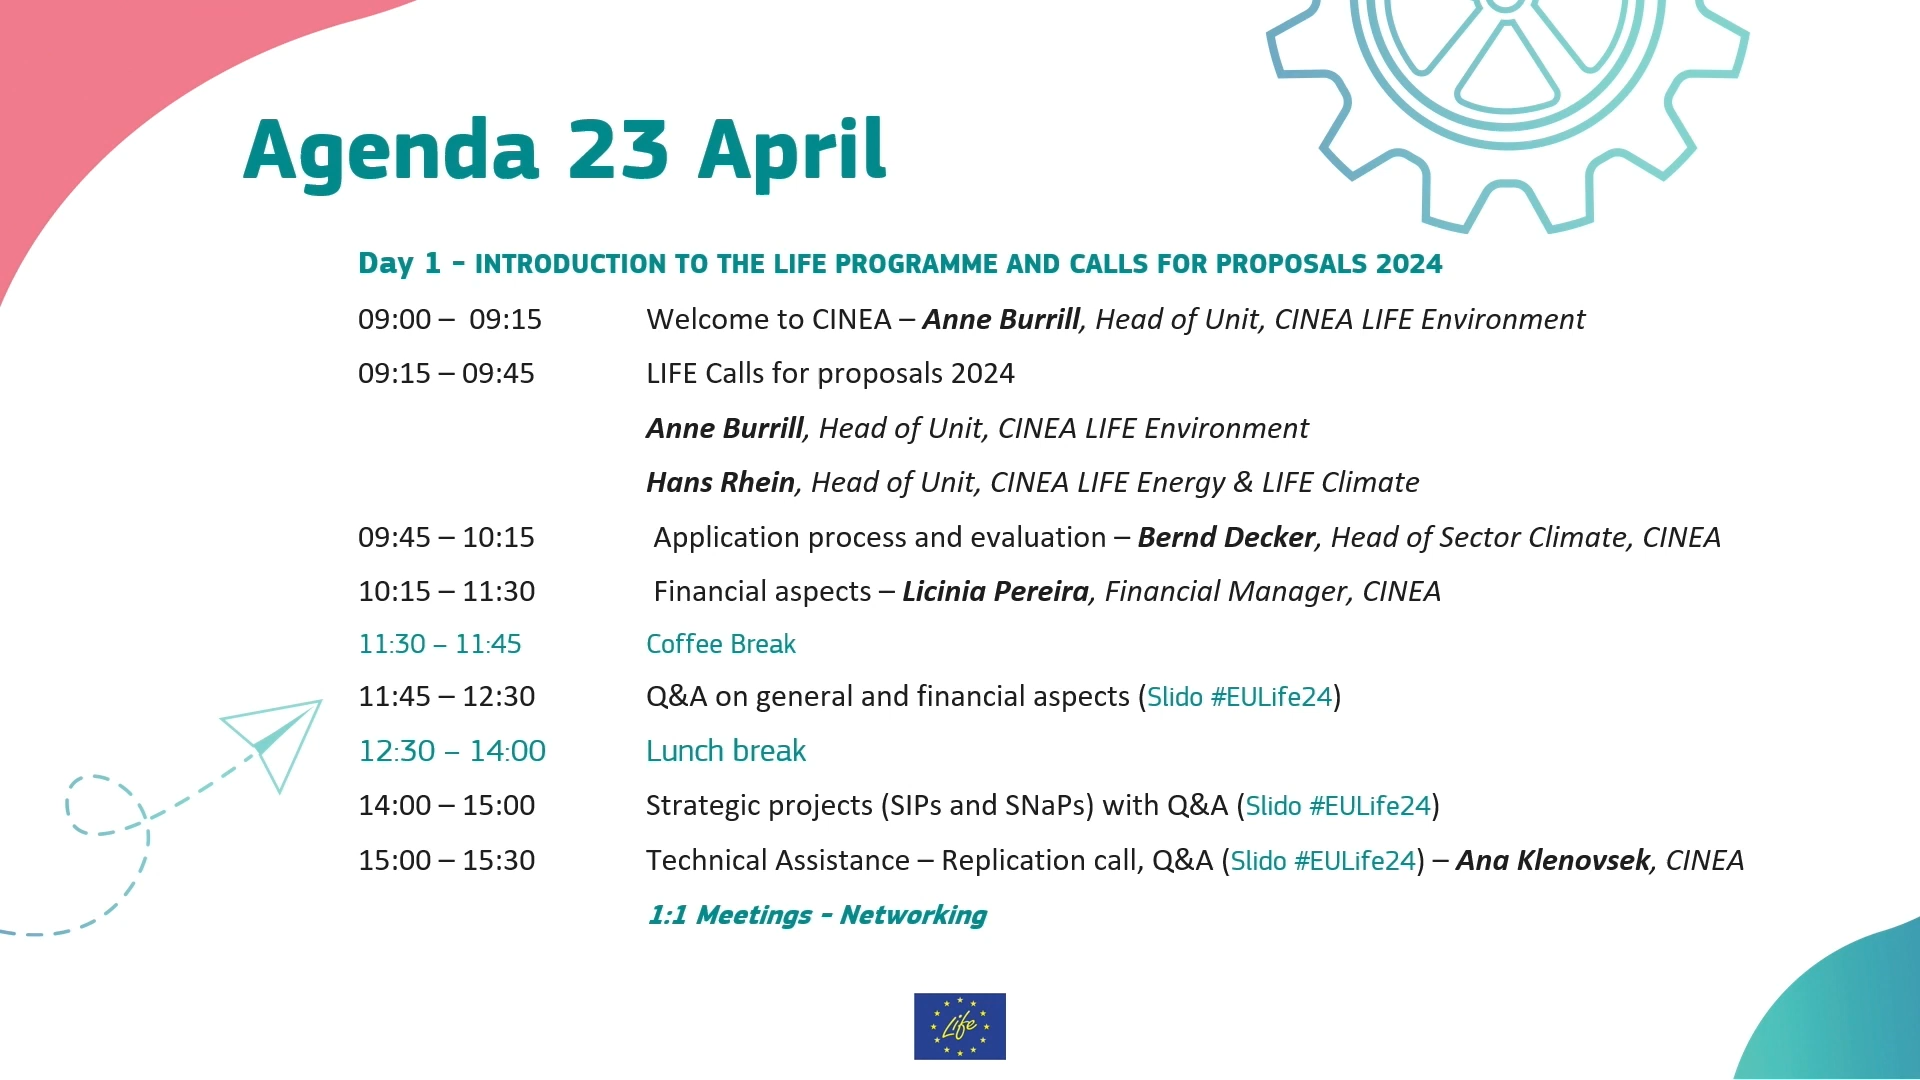 Agenda 23 April
Day 1 – INTRODUCTION TO THE LIFE PROGRAMME AND CALLS FOR PROPOSALS 2024
09:00 – 09:15 Welcome to CINEA – Anne Burrill, Head of Unit, CINEA LIFE Environment
09:15 – 09:45 LIFE Calls for proposals 2024
Anne Burrill, Head of Unit, CINEA LIFE Environment
Hans Rhein, Head of Unit, CINEA LIFE Energy & LIFE Climate
09:45 – 10:15 Application process and evaluation – Bernd Decker, Head of Sector Climate, CINEA
10:15 – 11:30 Financial aspects – Licinia Pereira, Financial Manager, CINEA
11:30 – 11:45 Coffee Break
11:45 – 12:30 Q&A on general and financial aspects (Slido #EULife24)
12:30 – 14:00 Lunch break
14:00 – 15:00 Strategic projects (SIPs and SNaPs) with Q&A (Slido #EULife24)
15:00 – 15:30 Technical Assistance – Replication call, Q&A (Slido #EULife24) – Ana Klenovsek, CINEA
1:1 Meetings – Networking
Life